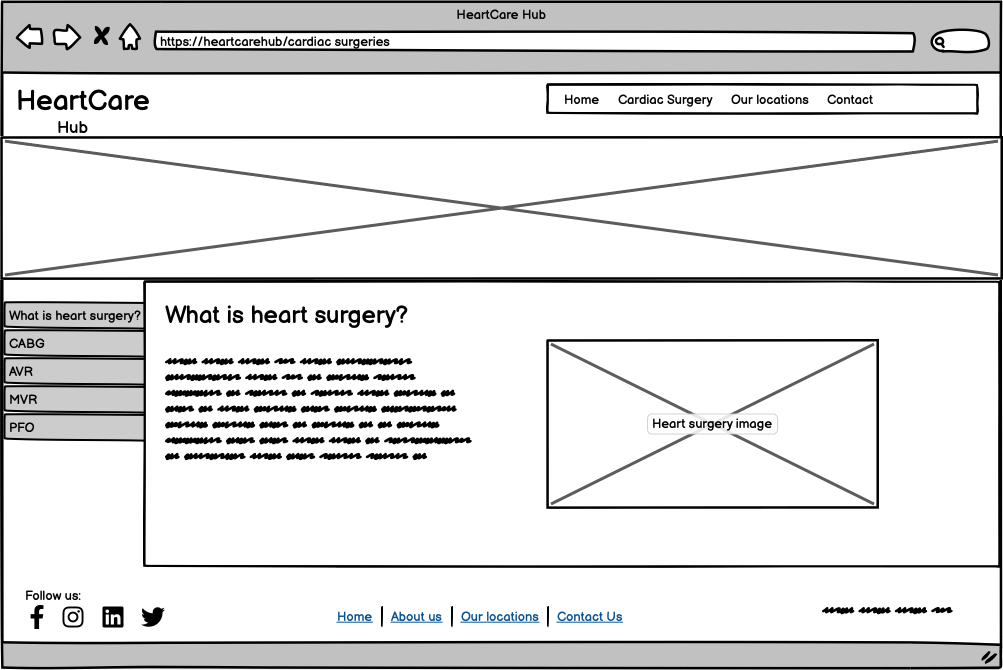 HeartCare Hub
https://heartcarehub/cardiac surgeries
HeartCare
Hub
Home Cardiac Surgery Our locations Contact
What is heart surgery?
CABG
AVR
MVR
PFO
What is heart surgery?
Heart surgery image
Follow us:
Home About us Our locations Contact Us